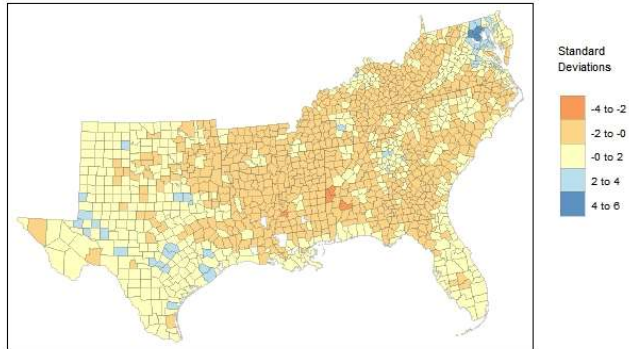 Standard
Deviations
-4 to -2
-2 to -0
-0 to 2
2 to 4
4 to 6